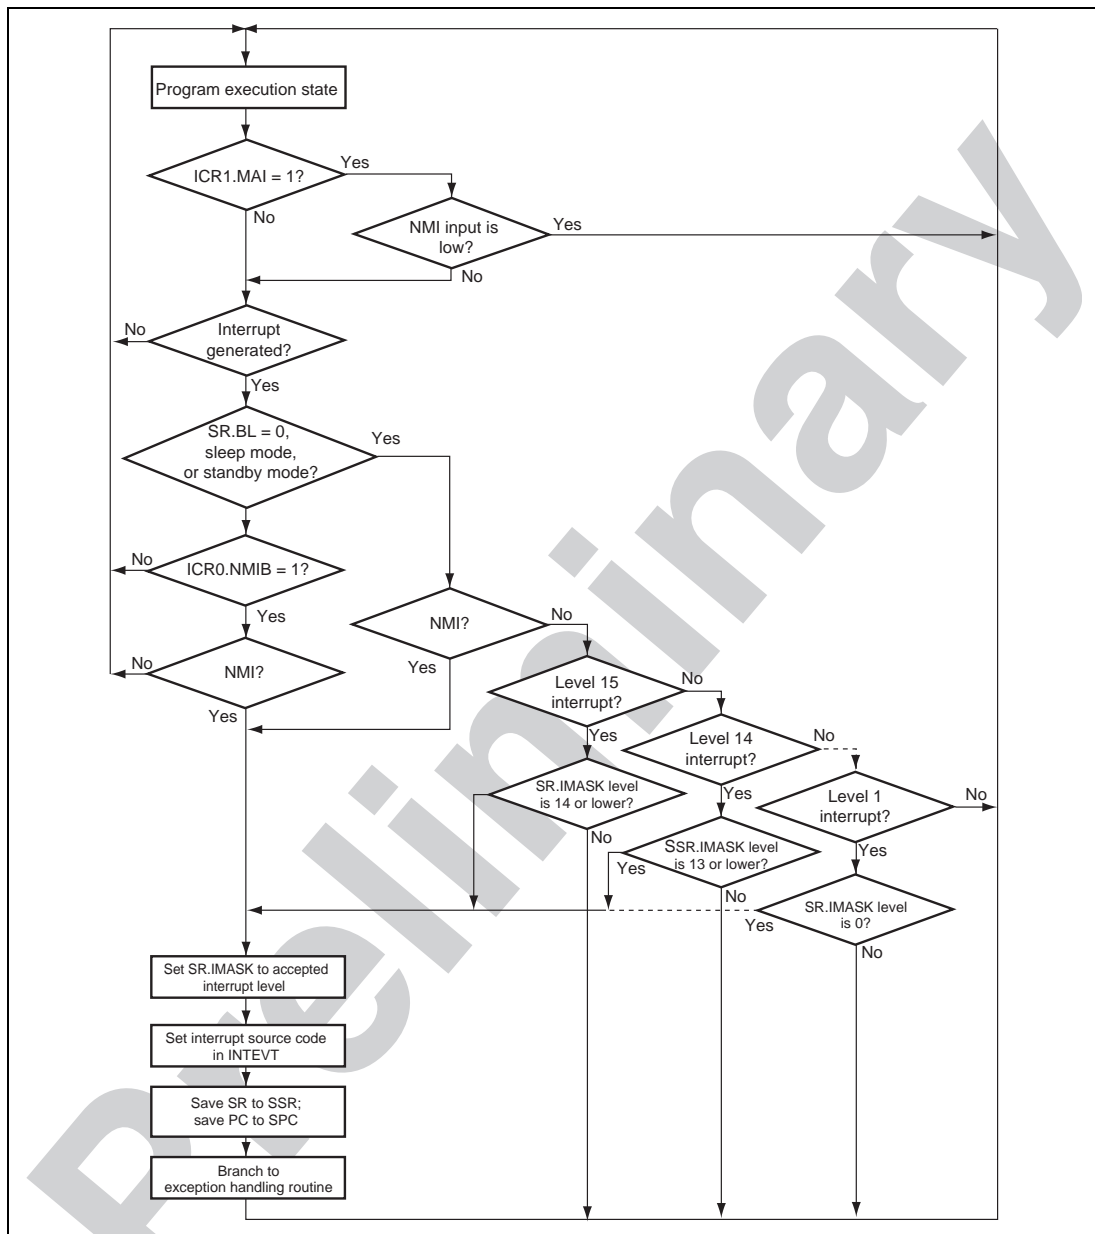 Program execution state
ICR1.MAI = 1?
Yes
No
NMI input is
low?
Yes
No
Interrupt
generated?
No
Yes
SR.BL = 0,
sleep mode,
or standby mode?
Yes
ICR0.NMIB = 1?
No
Yes
NMI?
No
Yes
NMI?
No
Yes
Level 15
interrupt?
No
Yes
Level 14
interrupt?
No
Yes
Level 1
interrupt?
No
Yes
SR.IMASK level
is 14 or lower?
No
SSR.IMASK level
is 13 or lower?
Yes
No
SR.IMASK level
is 0?
Yes
No
Set SR.IMASK to accepted
interrupt level
Set interrupt source code
in INTEVT
Save SR to SSR;
save PC to SPC
Branch to
exception handling routine
Preliminary